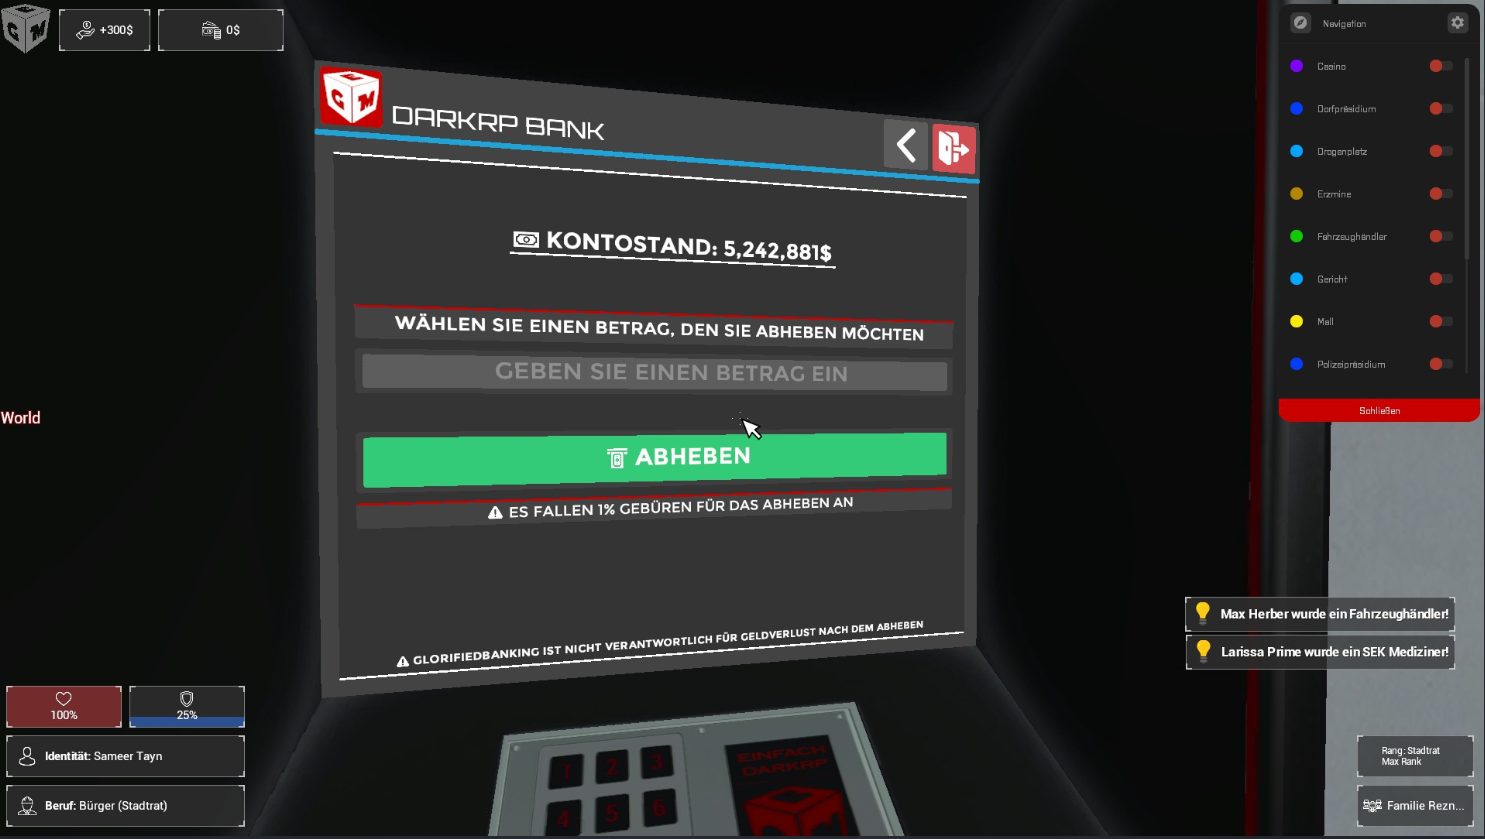 GM
+300$
0$
GM
DARKRP BANK
KONTOSTAND: 5,242,881$
WÄHLEN SIE EINEN BETRAG, DEN SIE ABHEBEN MÖCHTEN
GEBEN SIE EINEN BETRAG EIN
ABHEBEN
ES FALLEN 1% GEBÜREN FÜR DAS ABHEBEN AN
GLORIFIEDBANKING IST NICHT VERANTWORTLICH FÜR GELDVERLUST NACH DEM ABHEBEN
1 2 3
4 5 6
EINFACH
DARKRP
World
100%
25%
Identität: Sameer Tayn
Beruf: Bürger (Stadtrat)
Navigation
Casino
Dorfpräsidium
Drogenplatz
Erzmine
Fahrzeughändler
Gericht
Mall
Polizeipräsidium
Schließen
Max Herber wurde ein Fahrzeughändler!
Larissa Prime wurde ein SEK Mediziner!
Rang: Stadtrat
Max Rank
Familie Rezn...